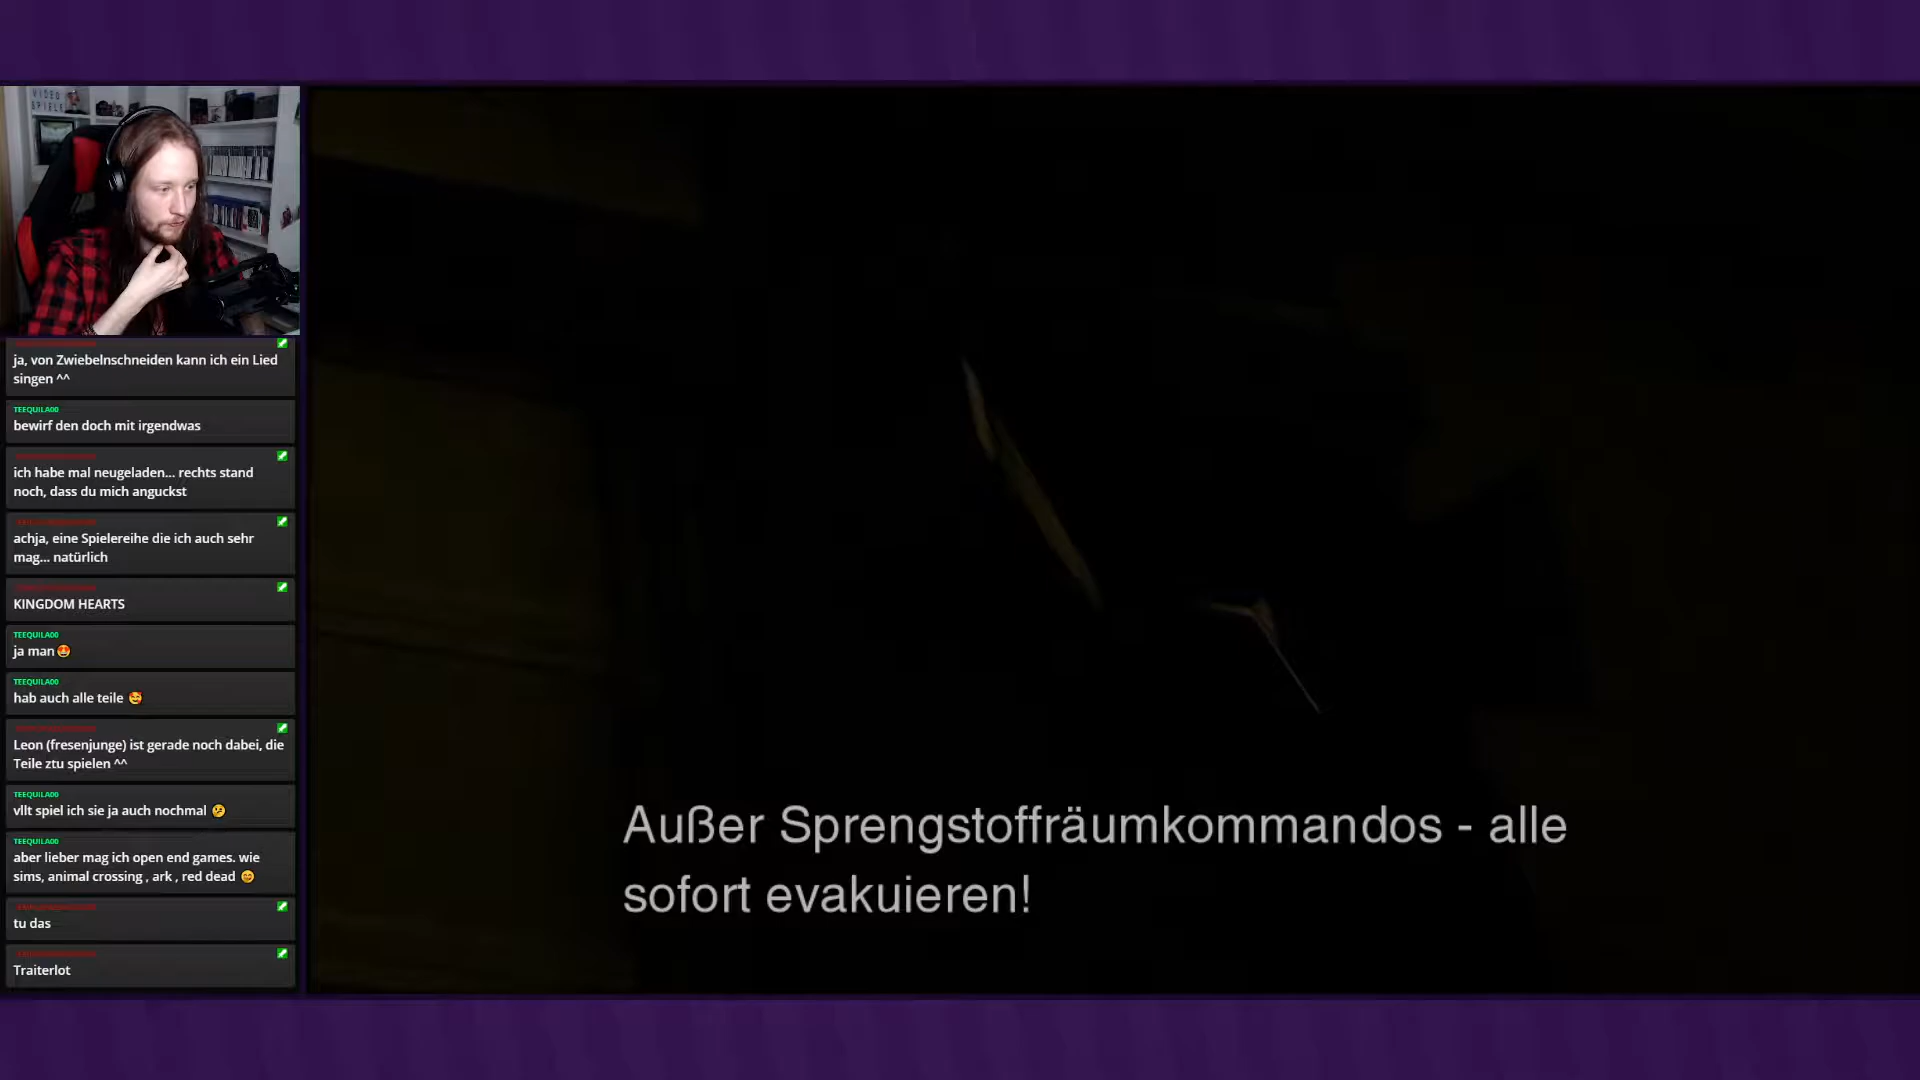 VIDEO
SPIELE
ja, von Zwiebelnschneiden kann ich ein Lied
singen ^^
TEEQUILA00
bewirf den doch mit irgendwas
ich habe mal neugeladen... rechts stand
noch, dass du mich anguckst
achja, eine Spielereihe die ich auch sehr
mag... natürlich
KINGDOM HEARTS
TEEQUILA00
ja man🤩
TEEQUILA00
hab auch alle teile 🥰
Leon (fresenjunge) ist gerade noch dabei, die
Teile ztu spielen ^^
TEEQUILA00
vllt spiel ich sie ja auch nochmal 🤔
TEEQUILA00
aber lieber mag ich open end games. wie
sims, animal crossing , ark , red dead 😊
tu das
Traiterlot
Außer Sprengstoffräumkommandos - alle
sofort evakuieren!